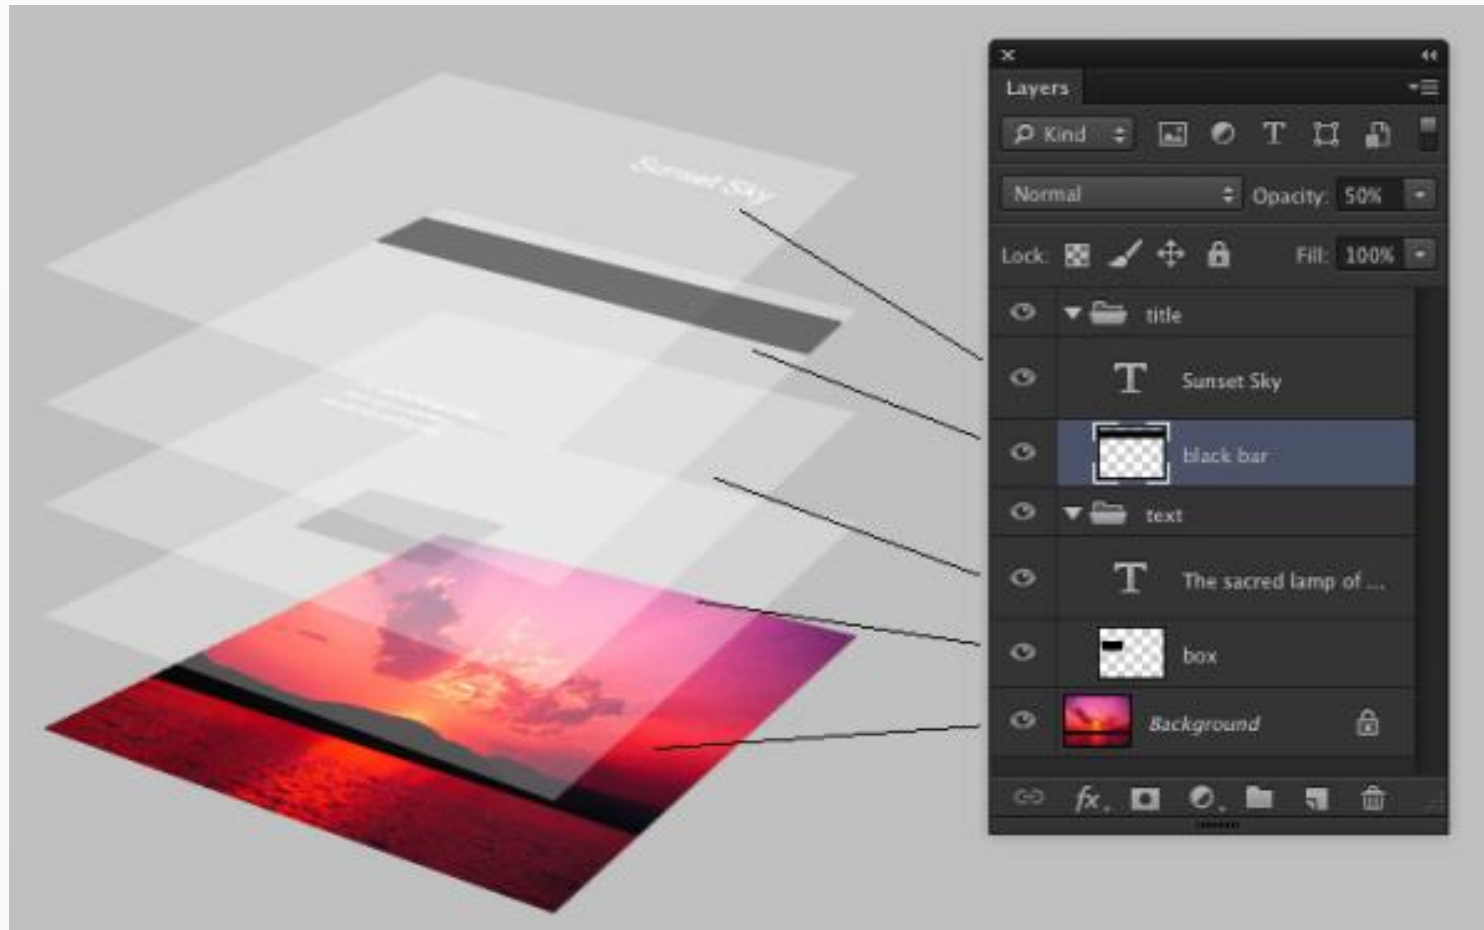 Sunset Sky
Layers
Kind
Normal Opacity: 50%
Lock: Fill: 100%
title
T Sunset Sky
black bar
text
T The sacred lamp of ...
box
Background
fx